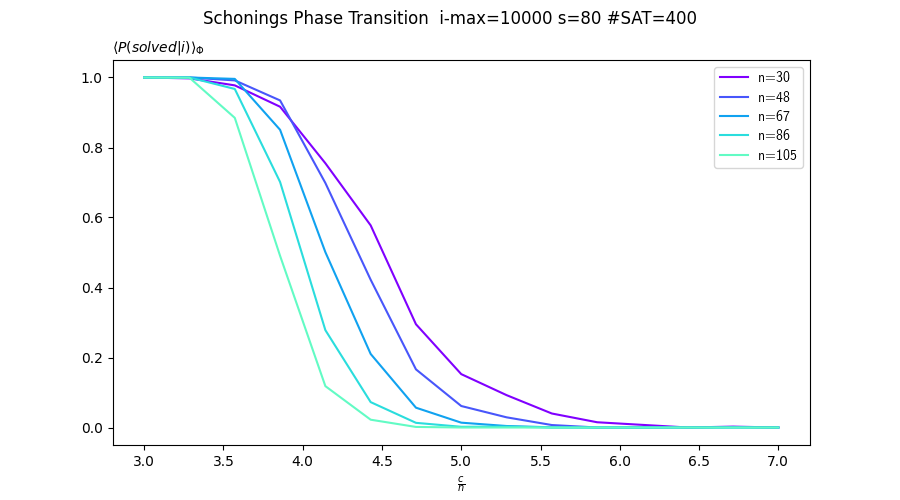 Schonings Phase Transition  i-max=10000 s=80 #SAT=400
⟨P(solved|i)⟩Φ
1.0
0.8
0.6
0.4
0.2
0.0
n=30
n=48
n=67
n=86
n=105
3.0 3.5 4.0 4.5 5.0 5.5 6.0 6.5 7.0
c
n